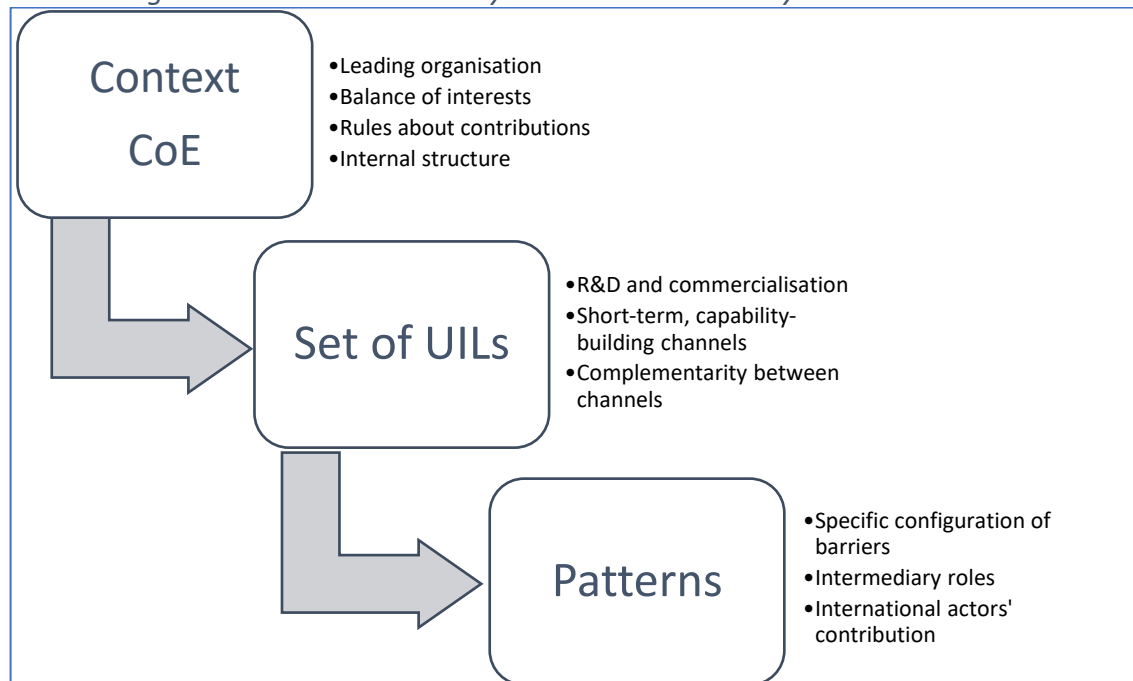 Context
CoE
•Leading organisation
•Balance of interests
•Rules about contributions
•Internal structure
Set of UILs
•R&D and commercialisation
•Short-term, capability-
building channels
•Complementarity between
channels
Patterns
•Specific configuration of
barriers
•Intermediary roles
•International actors'
contribution